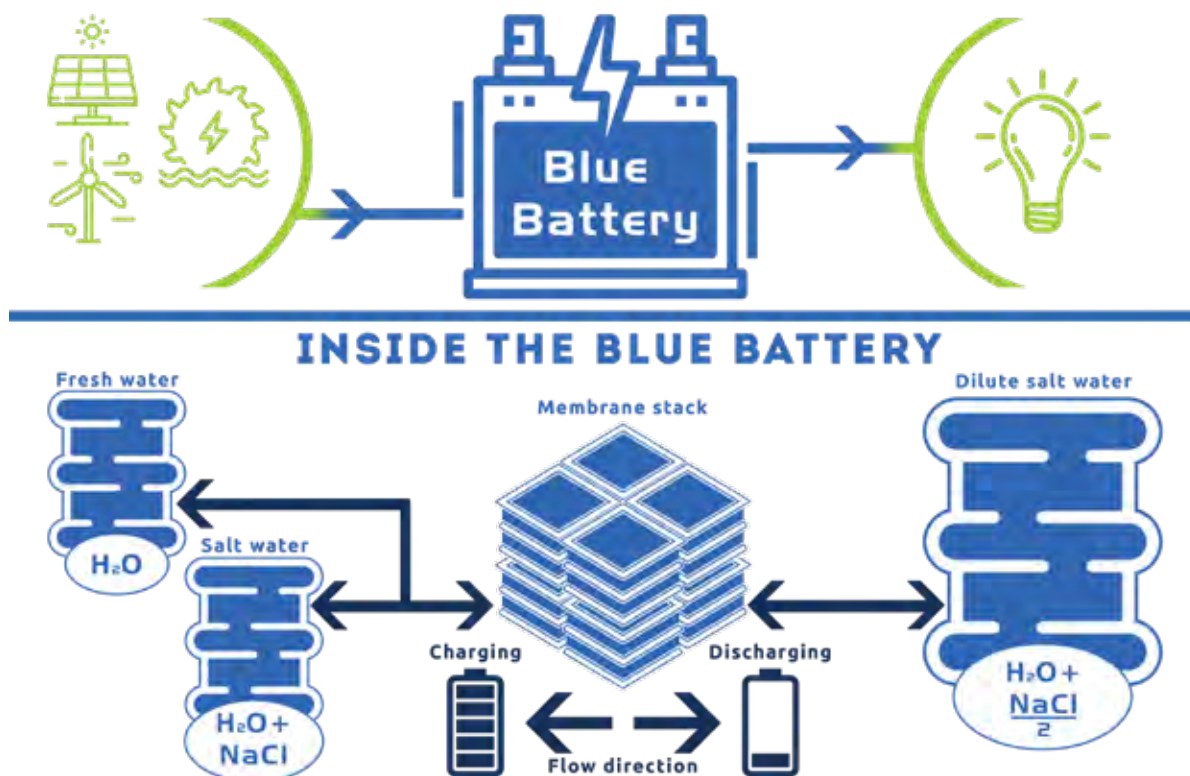 Blue
Battery
INSIDE THE BLUE BATTERY
Fresh water
H₂O
Salt water
H₂O +
NaCl
Membrane stack
Charging
Discharging
Flow direction
Dilute salt water
H₂O +
NaCl
2